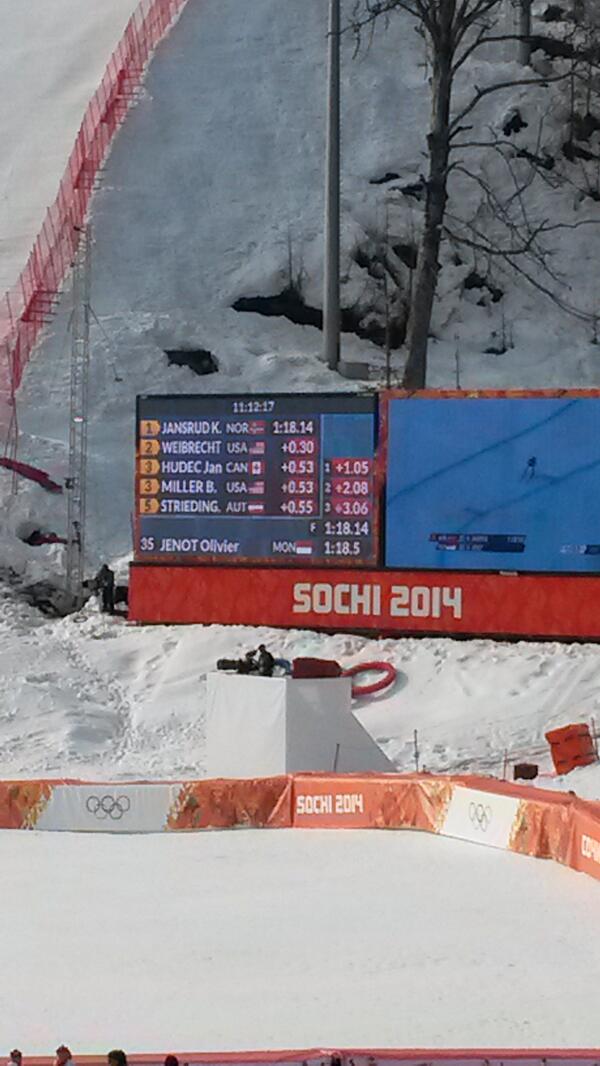 11:12:17
1 JANSRUD K. NOR 1:18.14
2 WEIBRECHT USA +0.30
3 HUDEC Jan CAN +0.53 1 +1.05
3 MILLER B. USA +0.53 2 +2.08
5 STRIEDING. AUT +0.55 3 +3.06
F 1:18.14
35 JENOT Olivier MON 1:18.5
SOCHI 2014
SOCHI 2014